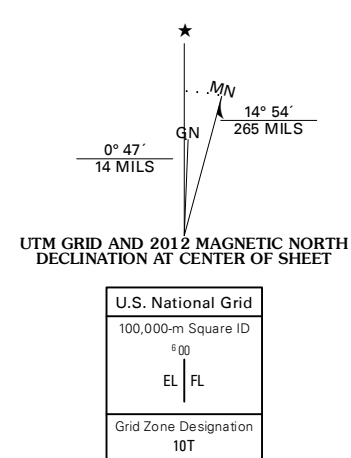 ★
MN
GN
0° 47´
14 MILS
14° 54´
265 MILS
UTM GRID AND 2012 MAGNETIC NORTH
DECLINATION AT CENTER OF SHEET
U.S. National Grid
100,000-m Square ID
⁶00
EL FL
Grid Zone Designation
10T